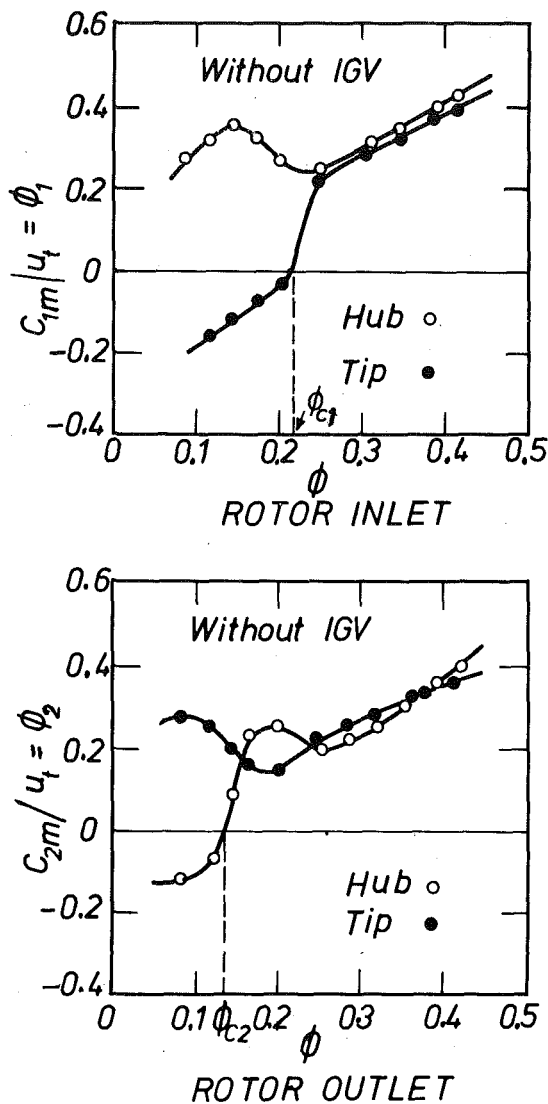 0.6
Without IGV
0.4
0.2
0
-0.2
-0.4
C1m|ut = ϕ1
Hub ○
Tip ●
ϕc1
0 0.1 0.2 0.3 0.4 0.5
ϕ
ROTOR INLET
0.6
Without IGV
0.4
0.2
0
-0.2
-0.4
C2m/ut = ϕ2
Hub ○
Tip ●
0.1 ϕc2 0.2 0.3 0.4 0.5
ϕ
ROTOR OUTLET